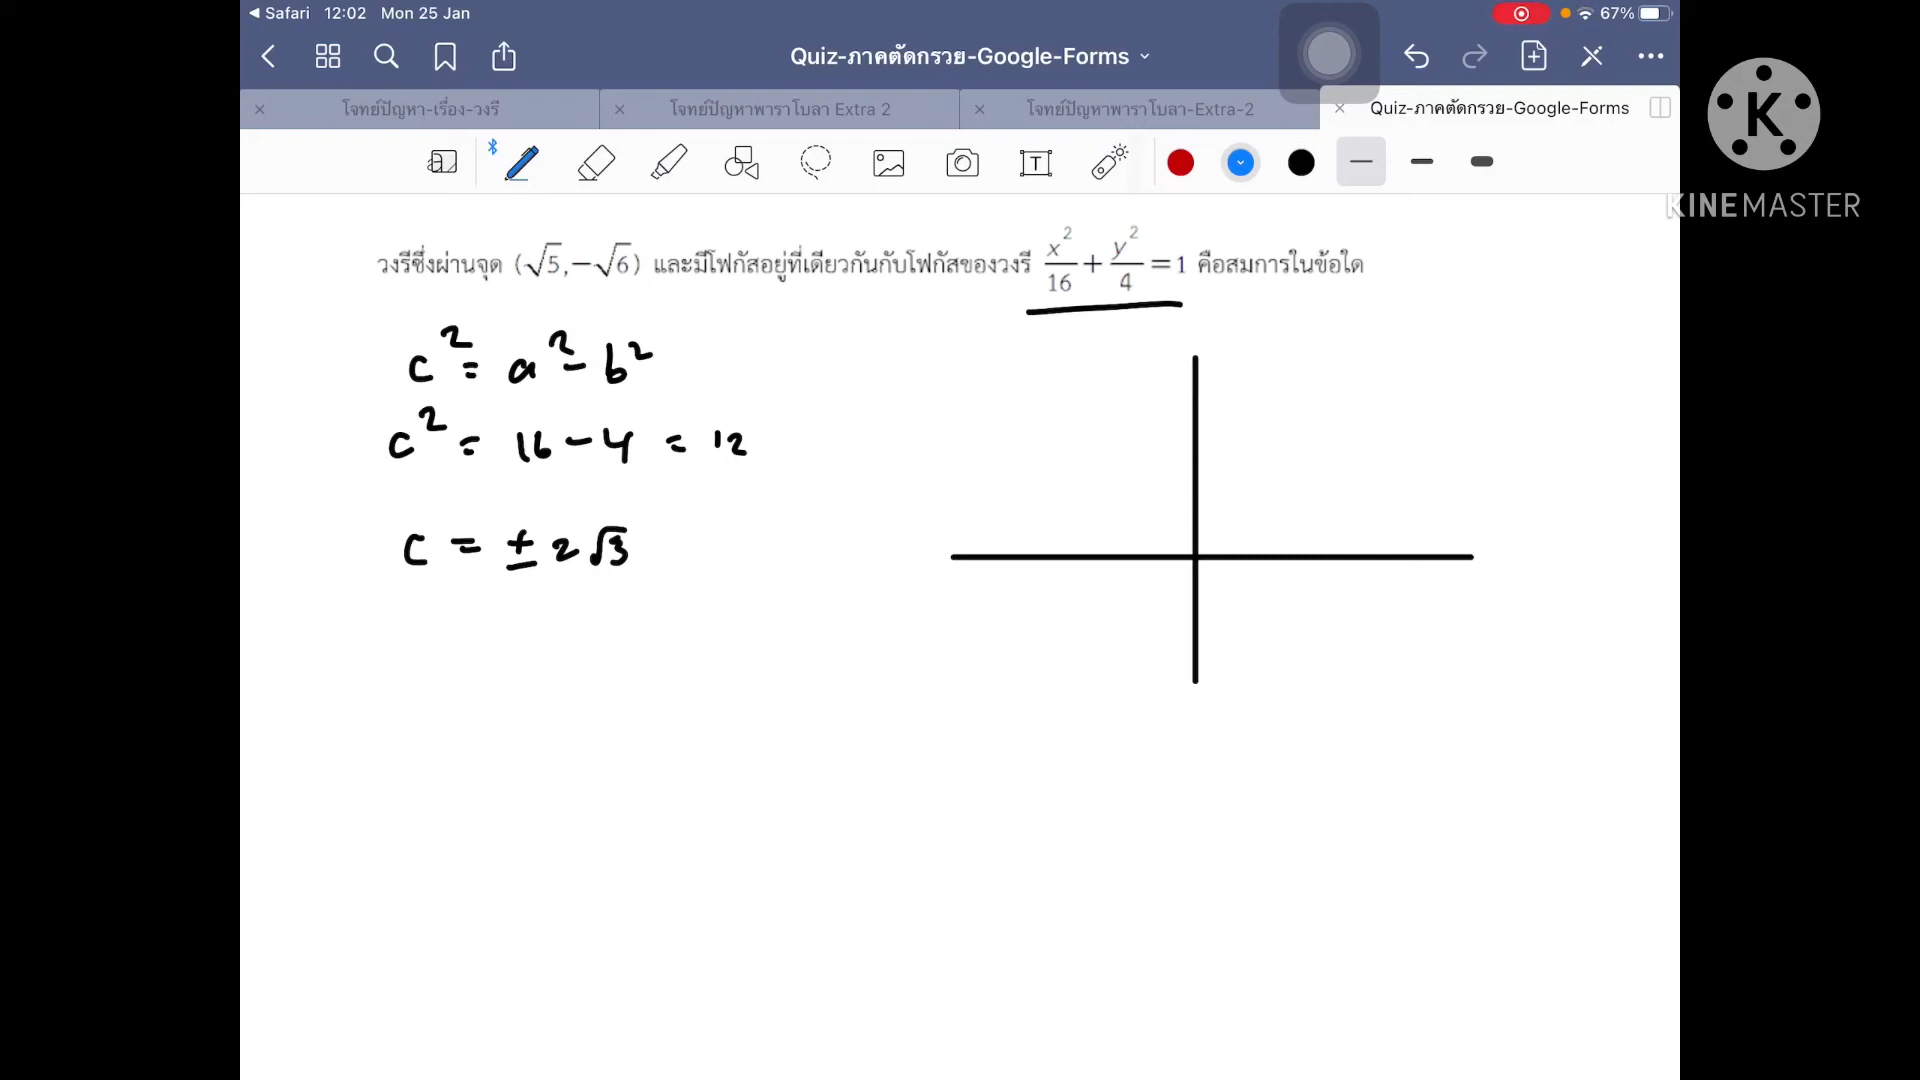 Safari 12:02 Mon 25 Jan 67%
Quiz-ภาคตัดกรวย-Google-Forms
โจทย์ปัญหา-เรื่อง-วงรี โจทย์ปัญหาพาราโบลา Extra 2 โจทย์ปัญหาพาราโบลา-Extra-2 Quiz-ภาคตัดกรวย-Google-Forms
K
KINEMASTER
วงรีซึ่งผ่านจุด (√5,−√6) และมีโฟกัสอยู่ที่เดียวกันกับโฟกัสของวงรี x²/16 + y²/4 = 1 คือสมการในข้อใด
c² = a² − b²
c² = 16 − 4 = 12
c = ± 2√3